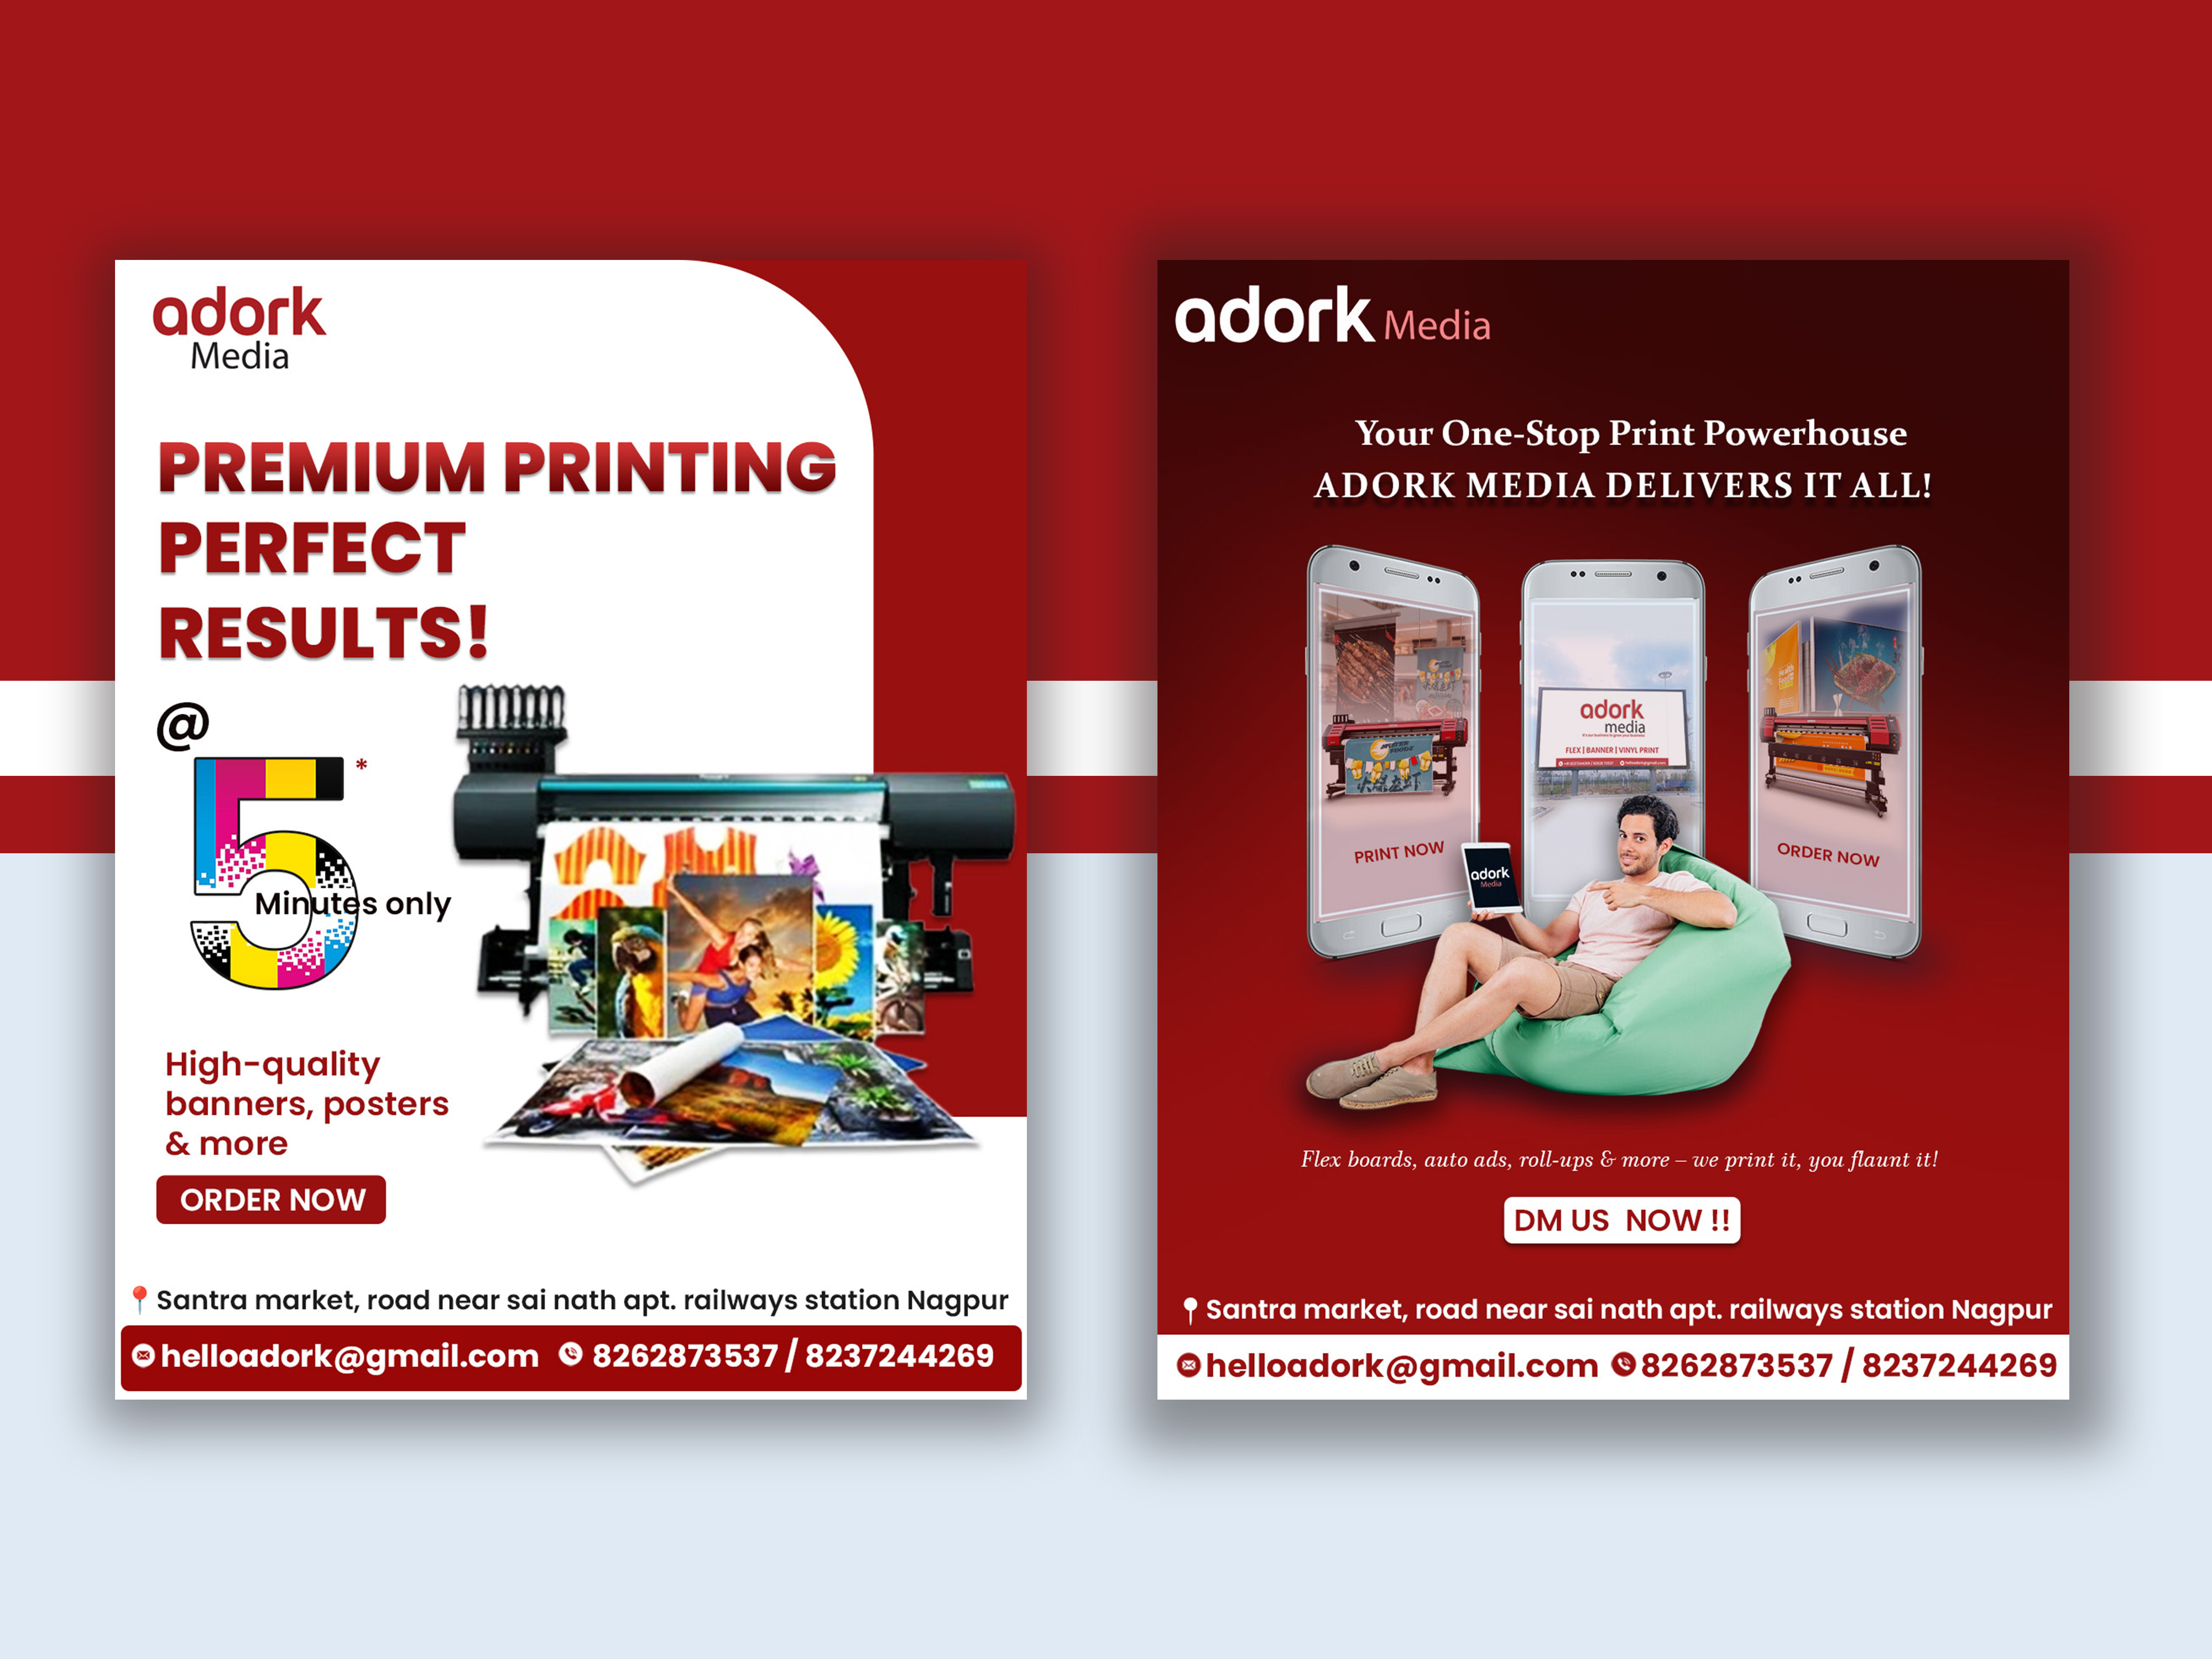 adork
Media
PREMIUM PRINTING
PERFECT
RESULTS!
@
5*
Minutes only
High-quality
banners, posters
& more
ORDER NOW
Santra market, road near sai nath apt. railways station Nagpur
helloadork@gmail.com 8262873537 / 8237244269
adork Media
Your One-Stop Print Powerhouse
ADORK MEDIA DELIVERS IT ALL!
adork
media
FLEX | BANNER | VINYL PRINT
PRINT NOW
ORDER NOW
adork
Media
Flex boards, auto ads, roll-ups & more – we print it, you flaunt it!
DM US NOW !!
Santra market, road near sai nath apt. railways station Nagpur
helloadork@gmail.com 8262873537 / 8237244269